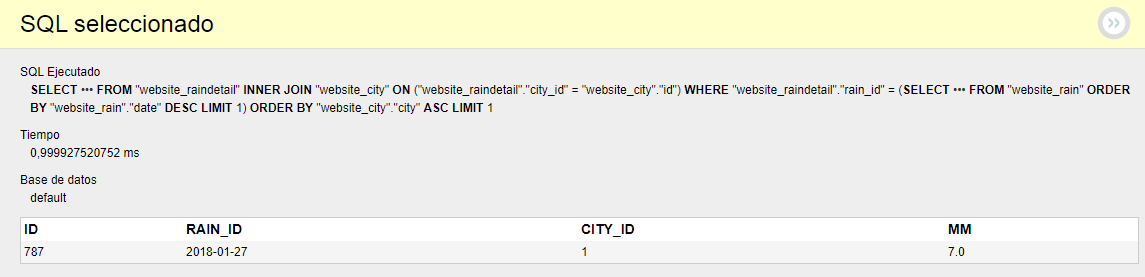 SQL seleccionado
»
SQL Ejecutado
SELECT ••• FROM "website_raindetail" INNER JOIN "website_city" ON ("website_raindetail"."city_id" = "website_city"."id") WHERE "website_raindetail"."rain_id" = (SELECT ••• FROM "website_rain" ORDER
BY "website_rain"."date" DESC LIMIT 1) ORDER BY "website_city"."city" ASC LIMIT 1
Tiempo
0,999927520752 ms
Base de datos
default
ID RAIN_ID CITY_ID MM
787 2018-01-27 1 7.0